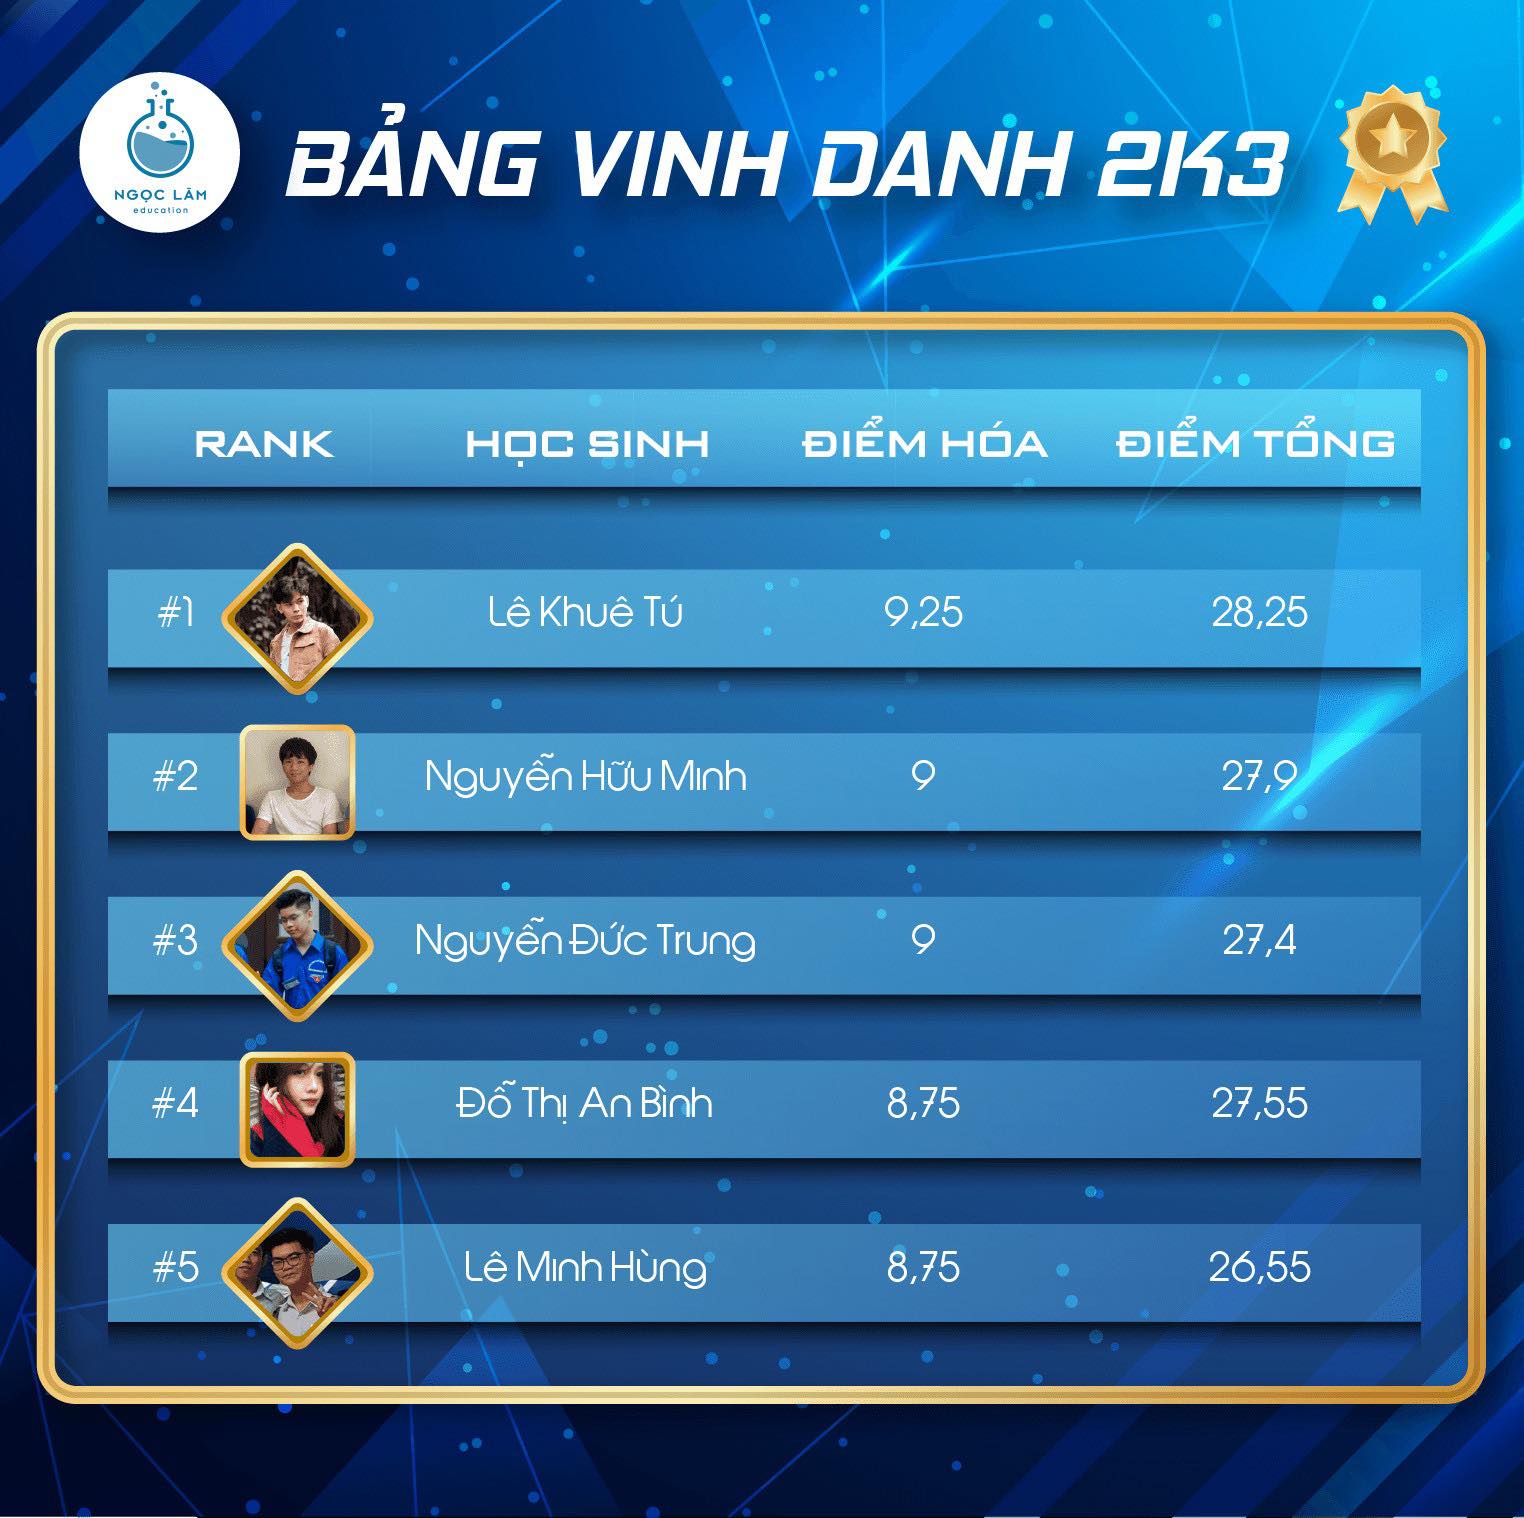 NGỌC LÂM
education
BẢNG VINH DANH 2K3
RANK HỌC SINH ĐIỂM HÓA ĐIỂM TỔNG
#1 Lê Khuê Tú 9,25 28,25
#2 Nguyễn Hữu Minh 9 27,9
#3 Nguyễn Đức Trung 9 27,4
#4 Đỗ Thị An Bình 8,75 27,55
#5 Lê Minh Hùng 8,75 26,55